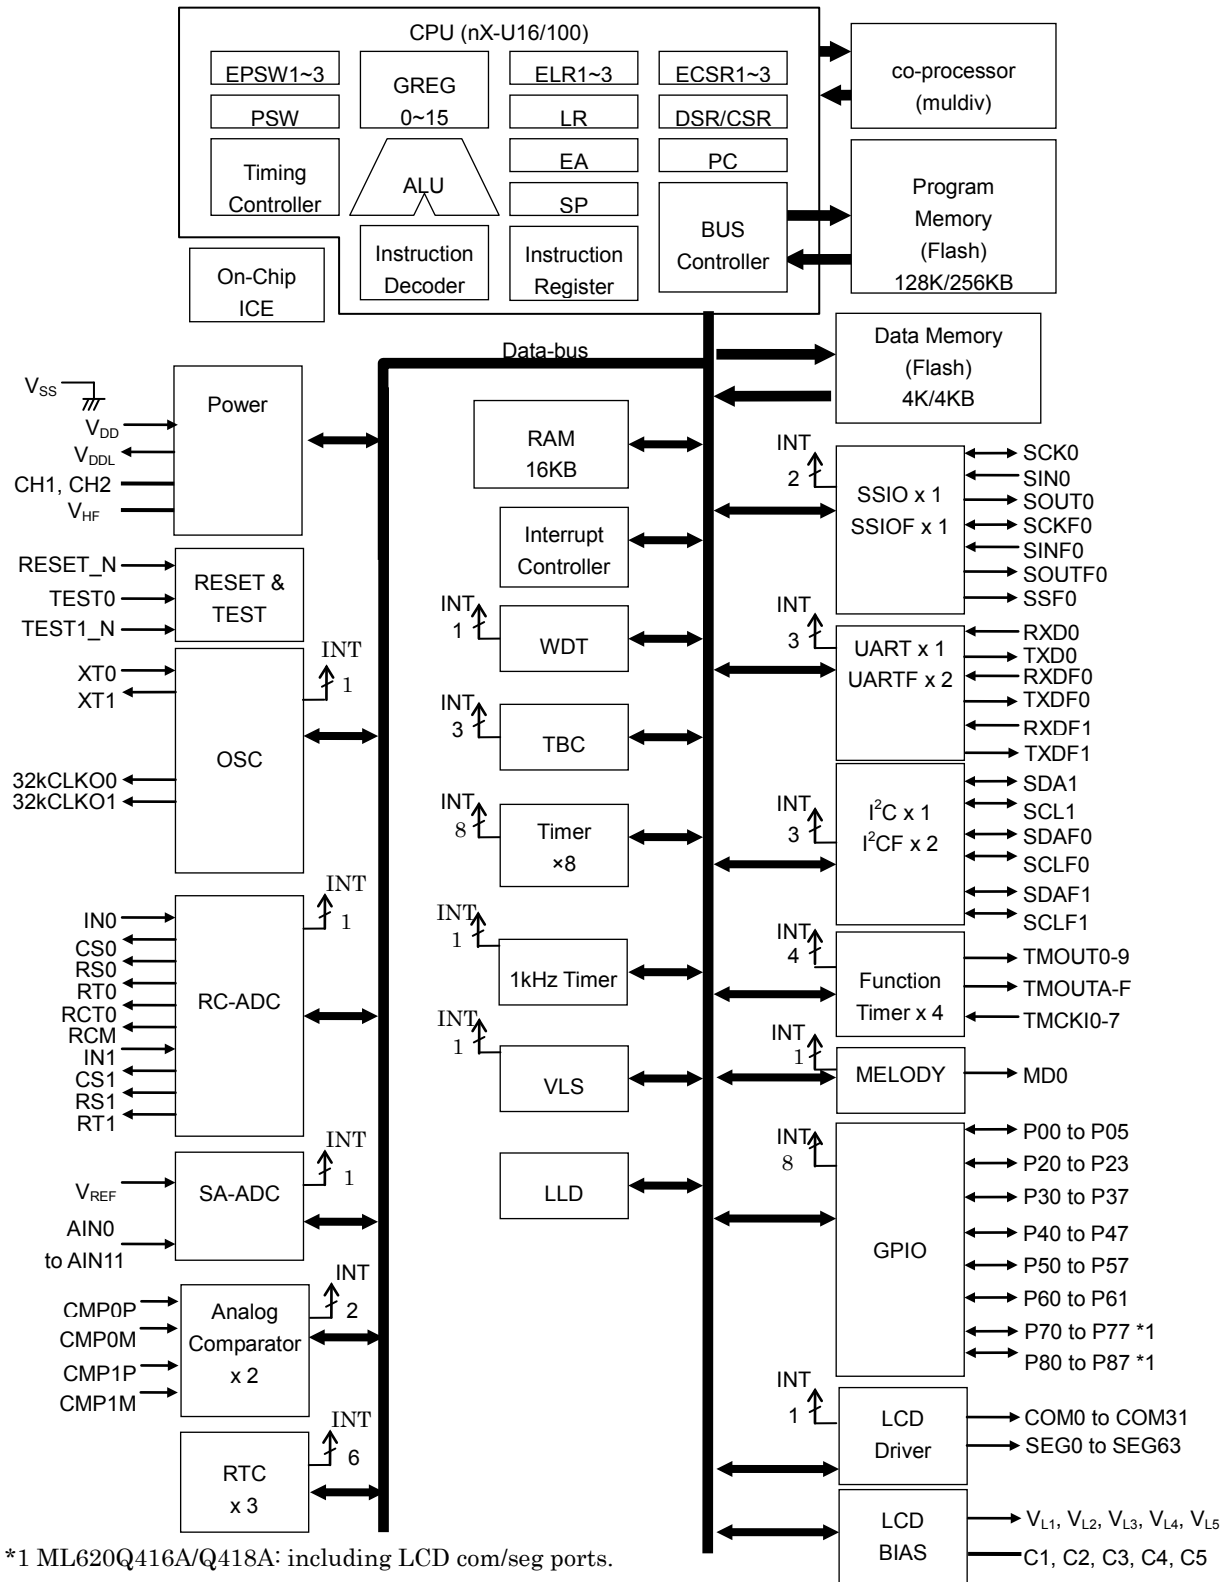 CPU (nX-U16/100)
EPSW1~3
GREG
0~15
ELR1~3
ECSR1~3
PSW
LR
DSR/CSR
Timing
Controller
ALU
EA
PC
SP
BUS
Controller
Instruction
Decoder
Instruction
Register
On-Chip
ICE
co-processor
(muldiv)
Program
Memory
(Flash)
128K/256KB
Data-bus
Data Memory
(Flash)
4K/4KB
VSS
VDD
VDDL
CH1, CH2
VHF
Power
RESET_N
TEST0
TEST1_N
RESET &
TEST
XT0
XT1
32kCLKO0
32kCLKO1
OSC
INT
1
IN0
CS0
RS0
RT0
RCT0
RCM
IN1
CS1
RS1
RT1
RC-ADC
INT
1
VREF
AIN0
to AIN11
SA-ADC
INT
1
CMP0P
CMP0M
CMP1P
CMP1M
Analog
Comparator
x 2
INT
2
RTC
x 3
INT
6
RAM
16KB
Interrupt
Controller
INT
1
WDT
INT
3
TBC
INT
8
Timer
×8
INT
1
1kHz Timer
INT
1
VLS
LLD
INT
2
SSIO x 1
SSIOF x 1
SCK0
SIN0
SOUT0
SCKF0
SINF0
SOUTF0
SSF0
INT
3
UART x 1
UARTF x 2
RXD0
TXD0
RXDF0
TXDF0
RXDF1
TXDF1
INT
3
I²C x 1
I²CF x 2
SDA1
SCL1
SDAF0
SCLF0
SDAF1
SCLF1
INT
4
Function
Timer x 4
TMOUT0-9
TMOUTA-F
TMCKI0-7
INT
1
MELODY
MD0
INT
8
GPIO
P00 to P05
P20 to P23
P30 to P37
P40 to P47
P50 to P57
P60 to P61
P70 to P77 *1
P80 to P87 *1
INT
1
LCD
Driver
COM0 to COM31
SEG0 to SEG63
LCD
BIAS
VL1, VL2, VL3, VL4, VL5
C1, C2, C3, C4, C5
*1 ML620Q416A/Q418A: including LCD com/seg ports.